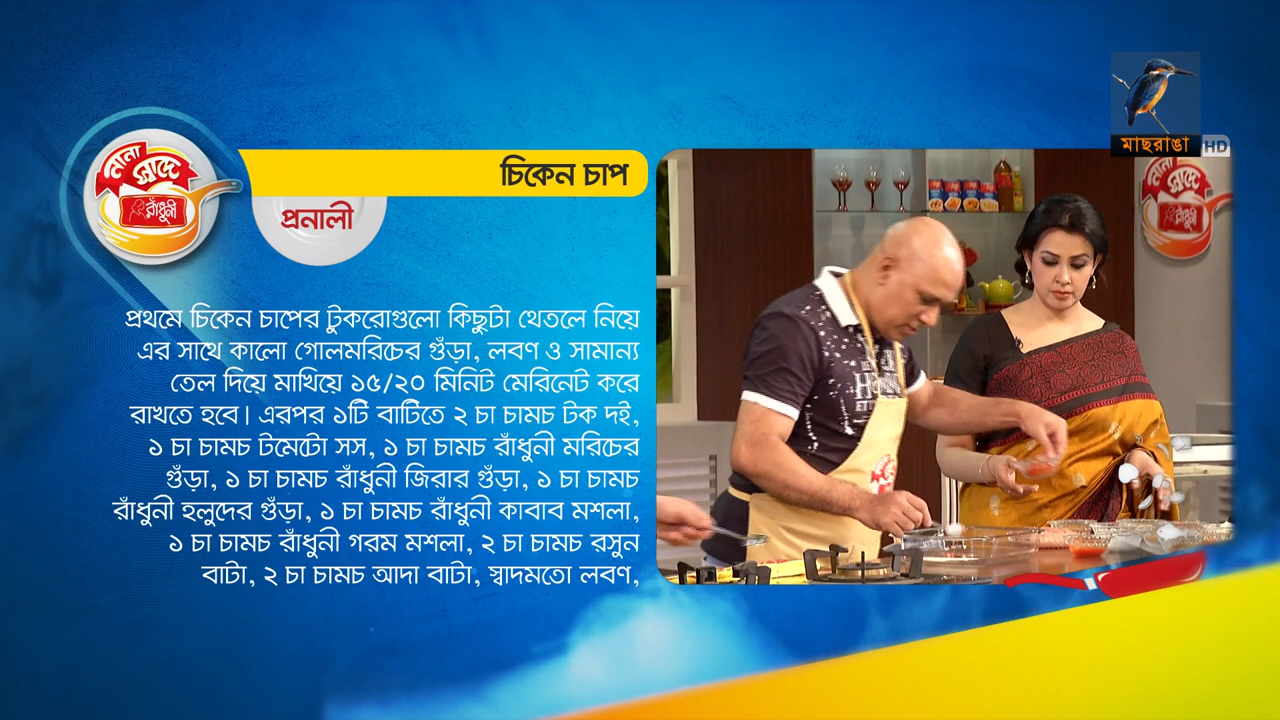 মাছরাঙা HD
নানা স্বাদে
রাঁধুনী
চিকেন চাপ
প্রনালী
প্রথমে চিকেন চাপের টুকরোগুলো কিছুটা থেতলে নিয়ে
এর সাথে কালো গোলমরিচের গুঁড়া, লবণ ও সামান্য
তেল দিয়ে মাখিয়ে ১৫/২০ মিনিট মেরিনেট করে
রাখতে হবে। এরপর ১টি বাটিতে ২ চা চামচ টক দই,
১ চা চামচ টমেটো সস, ১ চা চামচ রাঁধুনী মরিচের
গুঁড়া, ১ চা চামচ রাঁধুনী জিরার গুঁড়া, ১ চা চামচ
রাঁধুনী হলুদের গুঁড়া, ১ চা চামচ রাঁধুনী কাবাব মশলা,
১ চা চামচ রাঁধুনী গরম মশলা, ২ চা চামচ রসুন
বাটা, ২ চা চামচ আদা বাটা, স্বাদমতো লবণ,
নানা স্বাদে
রাঁধুনী